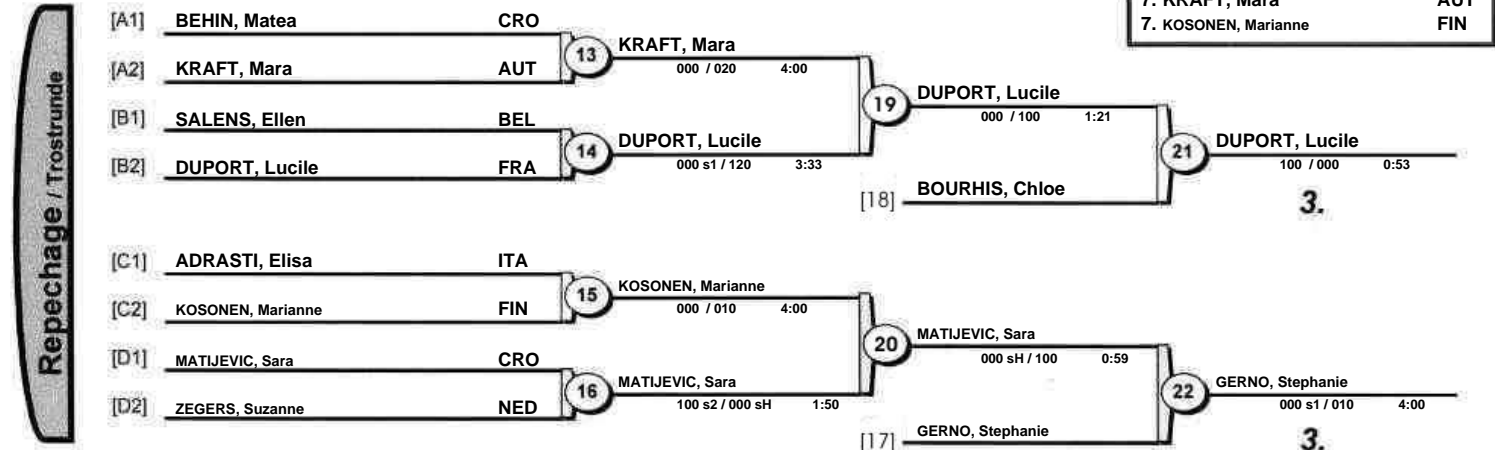 7. KRAFT, Mara AUT
7. KOSONEN, Marianne FIN
Repechage / Trostrunde
[A1] BEHIN, Matea CRO
13 KRAFT, Mara
000 / 020 4:00
[A2] KRAFT, Mara AUT
19 DUPORT, Lucile
000 / 100 1:21
[B1] SALENS, Ellen BEL
14 DUPORT, Lucile
000 s1 / 120 3:33
[B2] DUPORT, Lucile FRA
21 DUPORT, Lucile
100 / 000 0:53
[18] BOURHIS, Chloe
3.
[C1] ADRASTI, Elisa ITA
15 KOSONEN, Marianne
000 / 010 4:00
[C2] KOSONEN, Marianne FIN
20 MATIJEVIC, Sara
000 sH / 100 0:59
[D1] MATIJEVIC, Sara CRO
16 MATIJEVIC, Sara
100 s2 / 000 sH 1:50
[D2] ZEGERS, Suzanne NED
22 GERNO, Stephanie
000 s1 / 010 4:00
[17] GERNO, Stephanie
3.